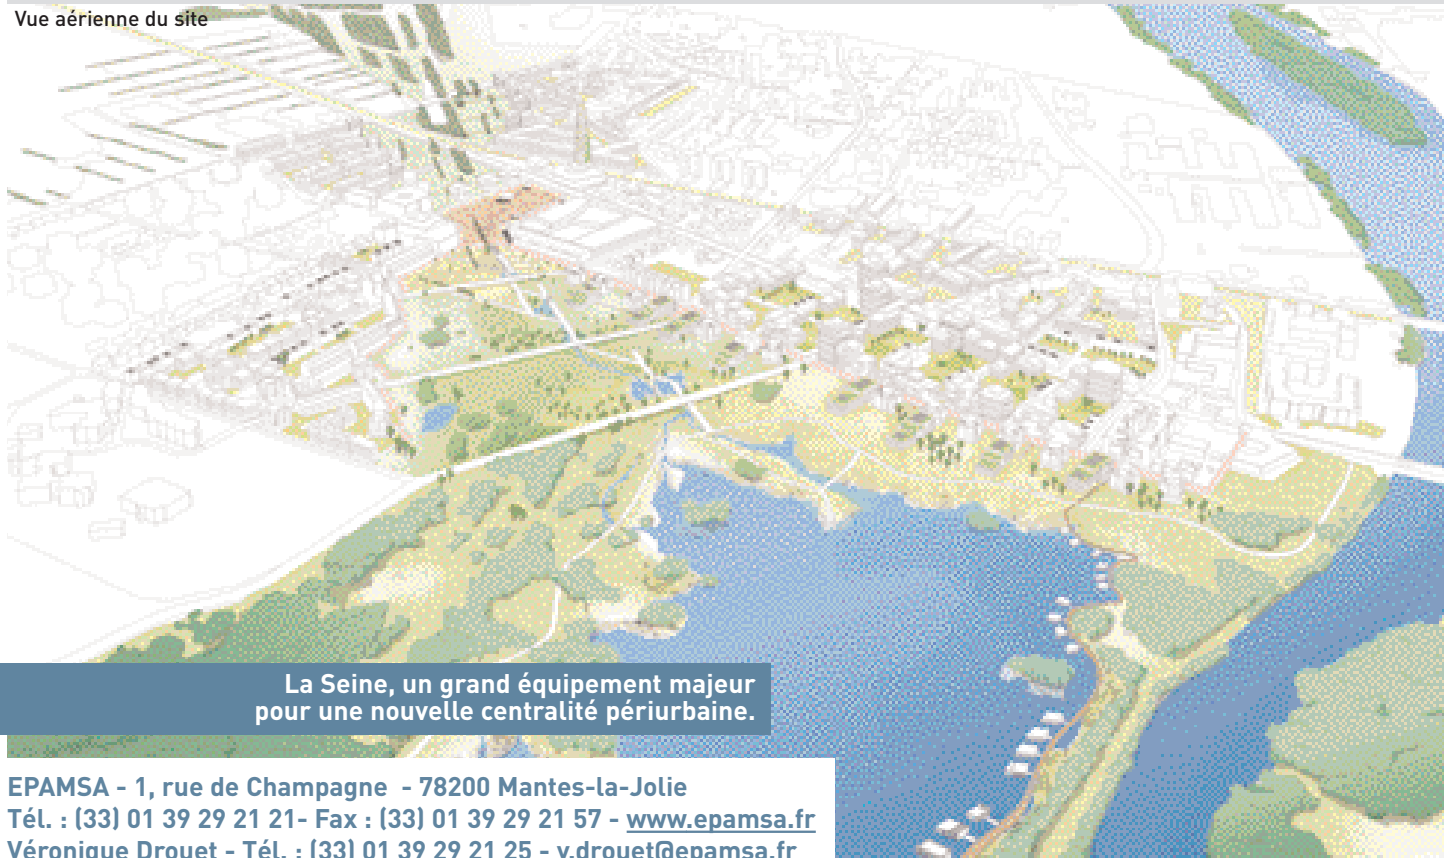 Vue aérienne du site
La Seine, un grand équipement majeur
pour une nouvelle centralité périurbaine.
EPAMSA - 1, rue de Champagne - 78200 Mantes-la-Jolie
Tél. : (33) 01 39 29 21 21- Fax : (33) 01 39 29 21 57 - www.epamsa.fr
Véronique Drouet - Tél. : (33) 01 39 29 21 25 - v.drouet@epamsa.fr